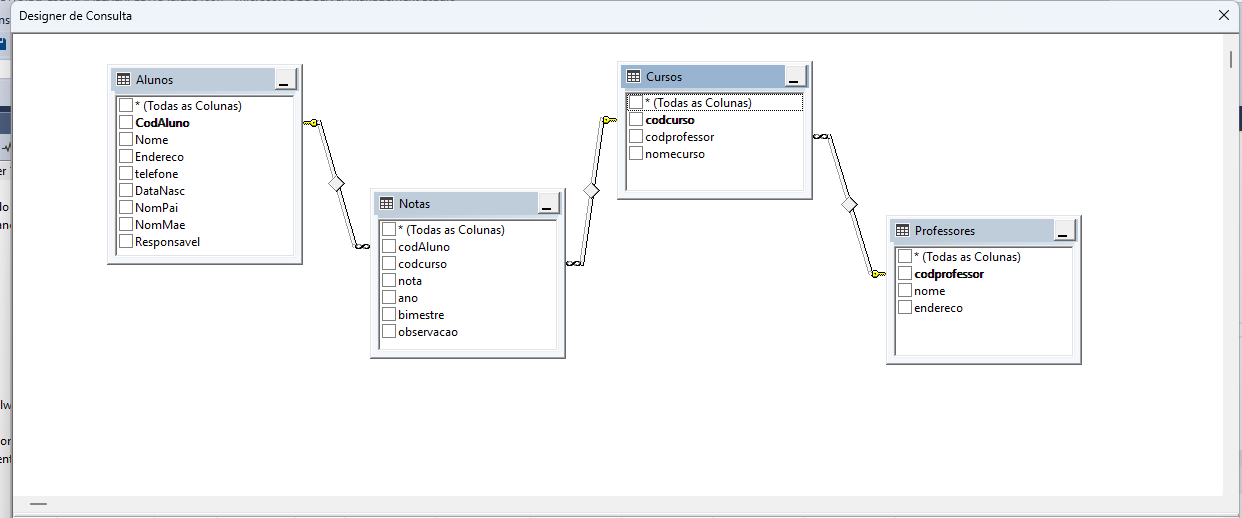 Designer de Consulta
Alunos
* (Todas as Colunas)
CodAluno
Nome
Endereco
telefone
DataNasc
NomPai
NomMae
Responsavel
Notas
* (Todas as Colunas)
codAluno
codcurso
nota
ano
bimestre
observacao
Cursos
* (Todas as Colunas)
codcurso
codprofessor
nomecurso
Professores
* (Todas as Colunas)
codprofessor
nome
endereco